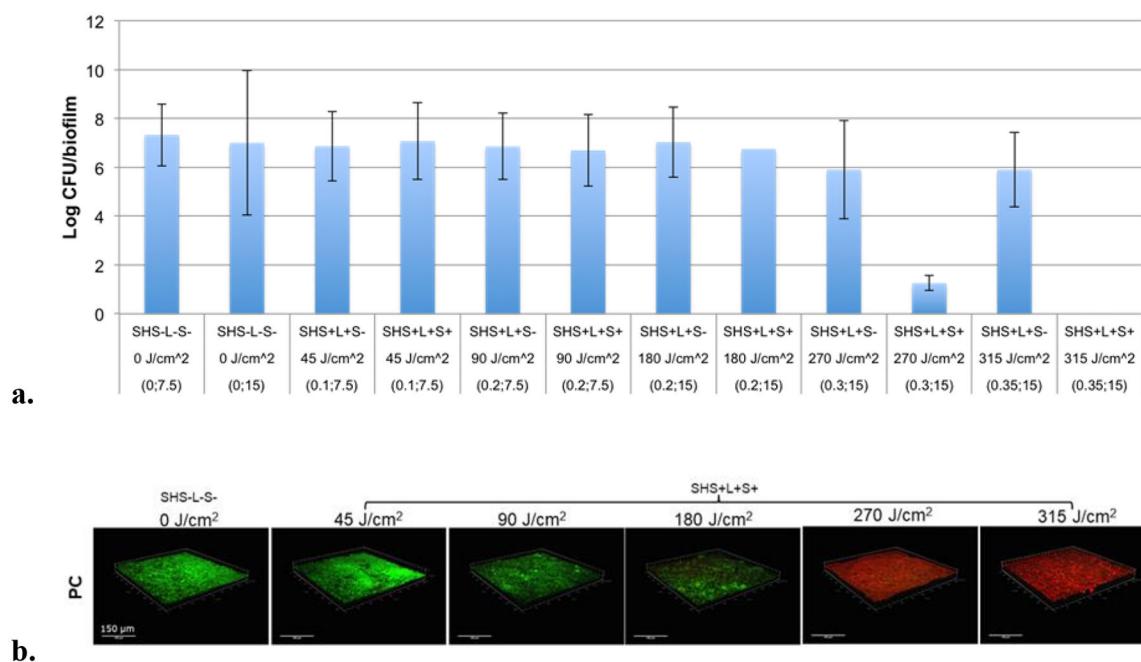 12
10
8
6
4
2
0
Log CFU/biofilm
SHS-L-S- SHS-L-S- SHS+L+S- SHS+L+S+ SHS+L+S- SHS+L+S+ SHS+L+S- SHS+L+S+ SHS+L+S- SHS+L+S+ SHS+L+S- SHS+L+S+
0 J/cm^2 0 J/cm^2 45 J/cm^2 45 J/cm^2 90 J/cm^2 90 J/cm^2 180 J/cm^2 180 J/cm^2 270 J/cm^2 270 J/cm^2 315 J/cm^2 315 J/cm^2
(0;7.5) (0;15) (0.1;7.5) (0.1;7.5) (0.2;7.5) (0.2;7.5) (0.2;15) (0.2;15) (0.3;15) (0.3;15) (0.35;15) (0.35;15)
a.
SHS-L-S- SHS+L+S+
0 J/cm² 45 J/cm² 90 J/cm² 180 J/cm² 270 J/cm² 315 J/cm²
PC
150 µm
b.